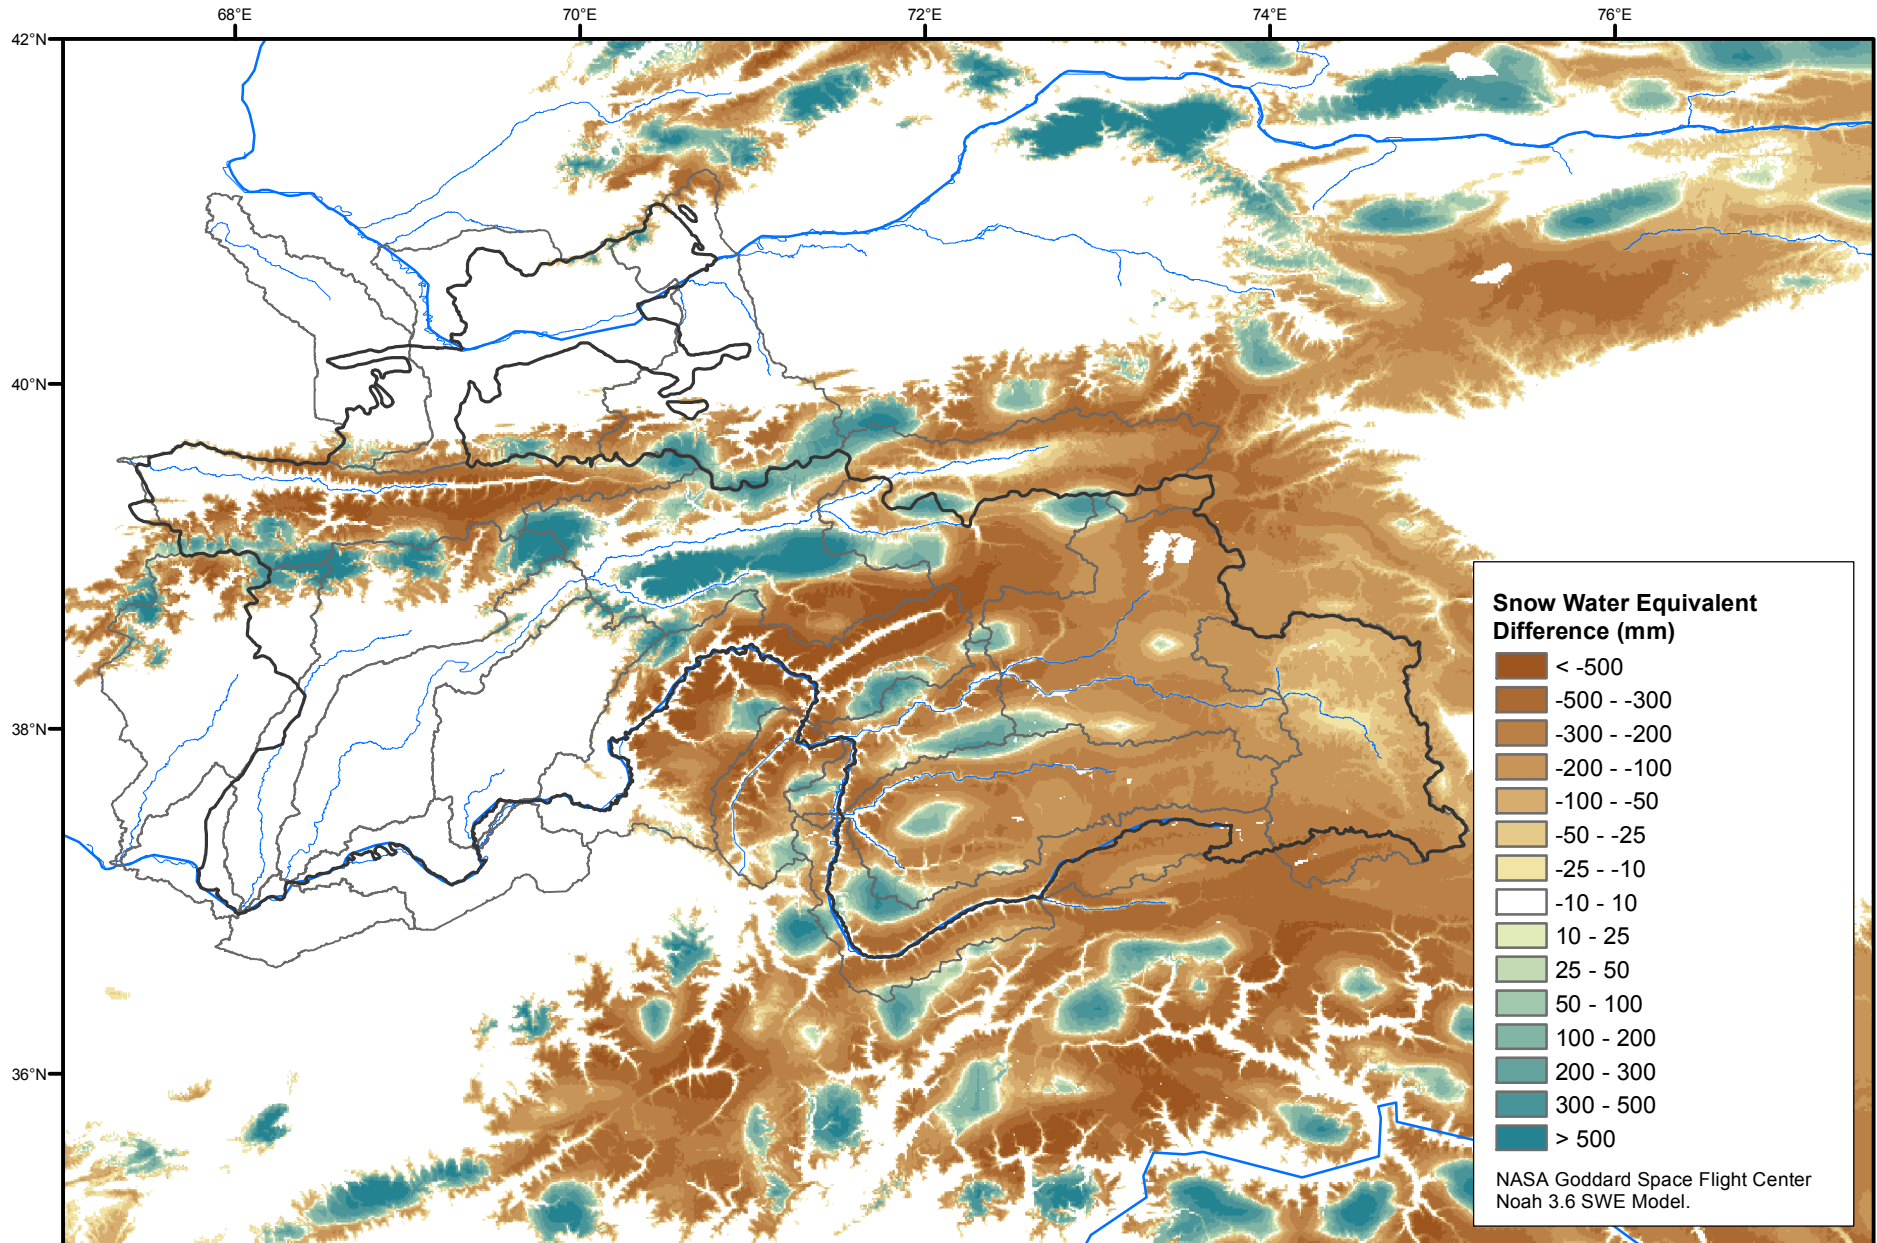 68°E 70°E 72°E 74°E 76°E
42°N
40°N
38°N
36°N
Snow Water Equivalent
Difference (mm)
< -500
-500 - -300
-300 - -200
-200 - -100
-100 - -50
-50 - -25
-25 - -10
-10 - 10
10 - 25
25 - 50
50 - 100
100 - 200
200 - 300
300 - 500
> 500
NASA Goddard Space Flight Center
Noah 3.6 SWE Model.